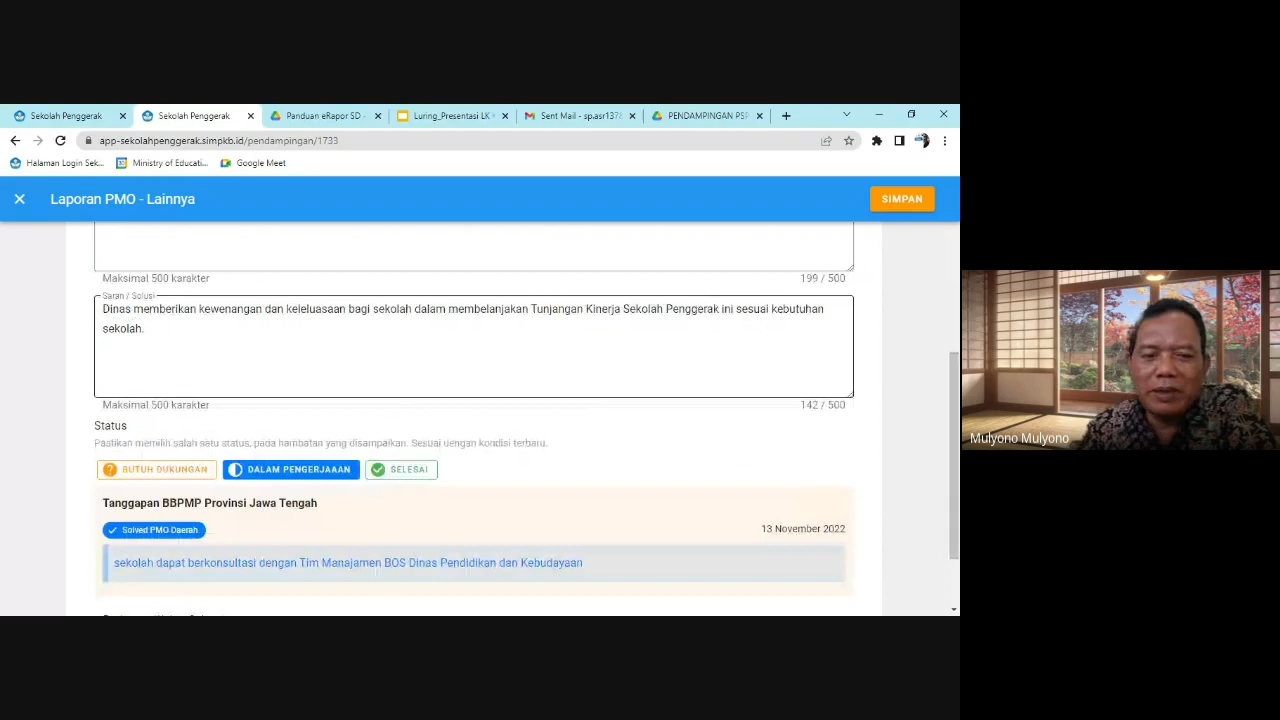 Sekolah Penggerak
Sekolah Penggerak
Panduan eRapor SD -
Luring_Presentasi LK
Sent Mail - sp.asr137
PENDAMPINGAN PSP
app-sekolahpenggerak.simpkb.id/pendampingan/1733
Halaman Login Sek...
Ministry of Educati...
Google Meet
Laporan PMO - Lainnya
SIMPAN
Maksimal 500 karakter
199 / 500
Saran / Solusi
Dinas memberikan kewenangan dan keleluasaan bagi sekolah dalam membelanjakan Tunjangan Kinerja Sekolah Penggerak ini sesuai kebutuhan
sekolah.
Maksimal 500 karakter
142 / 500
Status
Pastikan memilih salah satu status, pada hambatan yang disampaikan. Sesuai dengan kondisi terbaru.
BUTUH DUKUNGAN
DALAM PENGERJAAAN
SELESAI
Tanggapan BBPMP Provinsi Jawa Tengah
Solved PMO Daerah
13 November 2022
sekolah dapat berkonsultasi dengan Tim Manajamen BOS Dinas Pendidikan dan Kebudayaan
Mulyono Mulyono